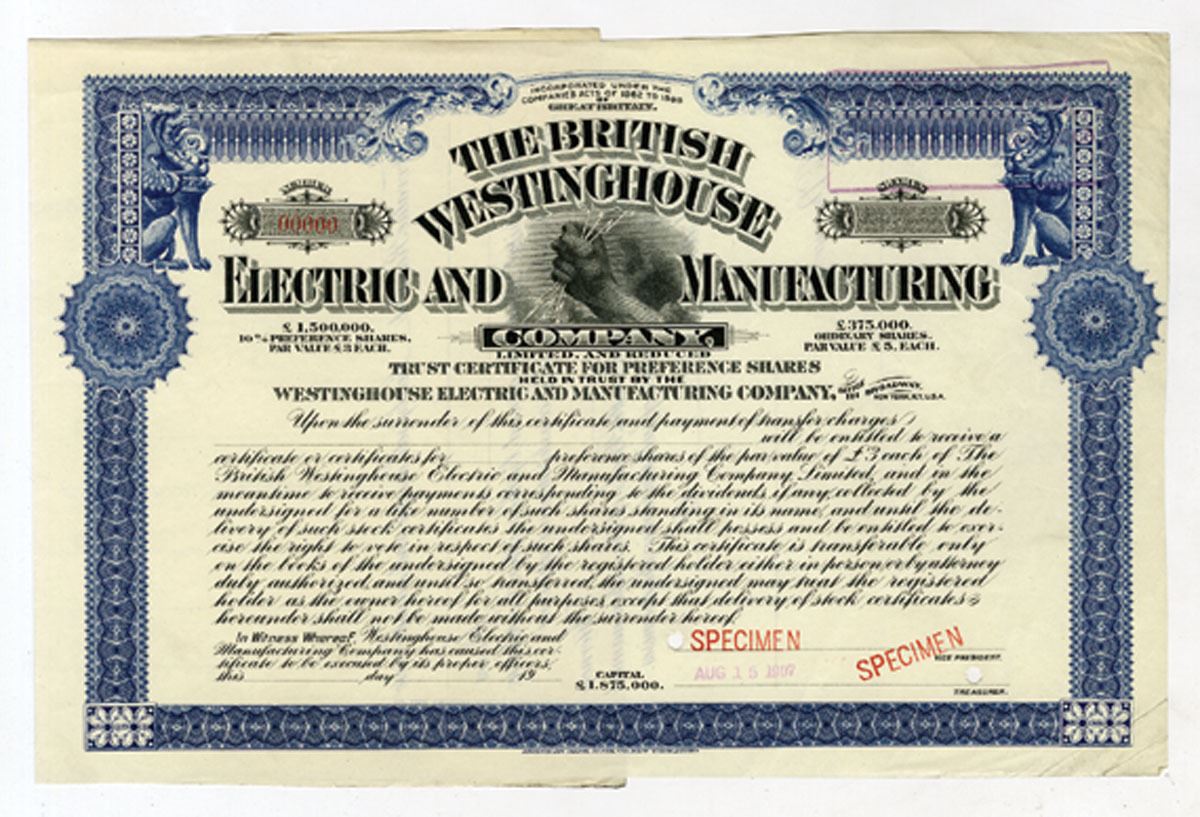 INCORPORATED UNDER THE
COMPANIES ACTS OF 1862 TO
OF
GREAT BRITAIN.
THE BRITISH
WESTINGHOUSE
NUMBER
00000
ELECTRIC AND MANUFACTURING
COMPANY,
£ 1,500,000.
10% PREFERENCE SHARES,
PAR VALUE £3 EACH.
£375,000.
ORDINARY SHARES.
PAR VALUE £5. EACH.
LIMITED, AND REDUCED
TRUST CERTIFICATE FOR PREFERENCE SHARES
HELD IN TRUST BY THE
WESTINGHOUSE ELECTRIC AND MANUFACTURING COMPANY, OFFICE 111 BROADWAY, NEW YORK, N.Y., U.S.A.
Upon the surrender of this certificate and payment of transfer charges
will be entitled to receive a
certificate or certificates for preference shares of the par value of £3 each of The
British Westinghouse Electric and Manufacturing Company Limited, and in the
meantime to receive payments corresponding to the dividends, if any, collected by the
undersigned for a like number of such shares standing in its name, and until the de-
livery of such stock certificates the undersigned shall possess and be entitled to exer-
cise the right to vote in respect of such shares. This certificate is transferable only
on the books of the undersigned by the registered holder either in person or by attorney
duly authorized, and until so transferred, the undersigned may treat the registered
holder as the owner hereof for all purposes except that delivery of stock certificates
hereunder shall not be made without the surrender hereof.
In Witness Whereof, Westinghouse Electric and
Manufacturing Company has caused this cer-
tificate to be executed by its proper officers,
this day 19
CAPITAL
£1,875,000.
SPECIMEN
AUG 15 1907
SPECIMEN
VICE PRESIDENT.
TREASURER.